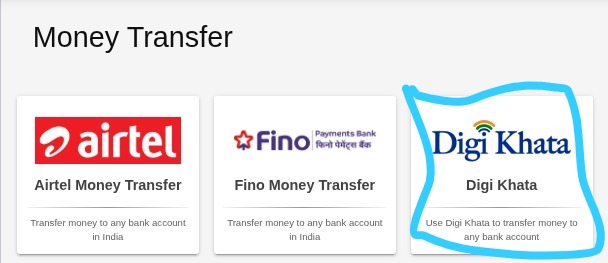 Money Transfer
airtel
Airtel Money Transfer
Transfer money to any bank account
in India
Fino Payments Bank
फिनो पेमेंट्स बैंक
Fino Money Transfer
Transfer money to any bank account
in India
Digi Khata
Digi Khata
Use Digi Khata to transfer money to
any bank account